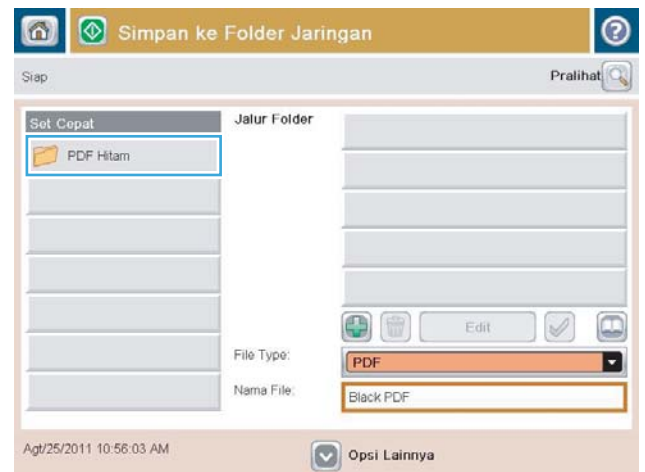 Simpan ke Folder Jaringan
Siap
Pralihat
Set Cepat
PDF Hitam
Jalur Folder
Edit
File Type:
PDF
Nama File:
Black PDF
Agt/25/2011 10:56:03 AM
Opsi Lainnya